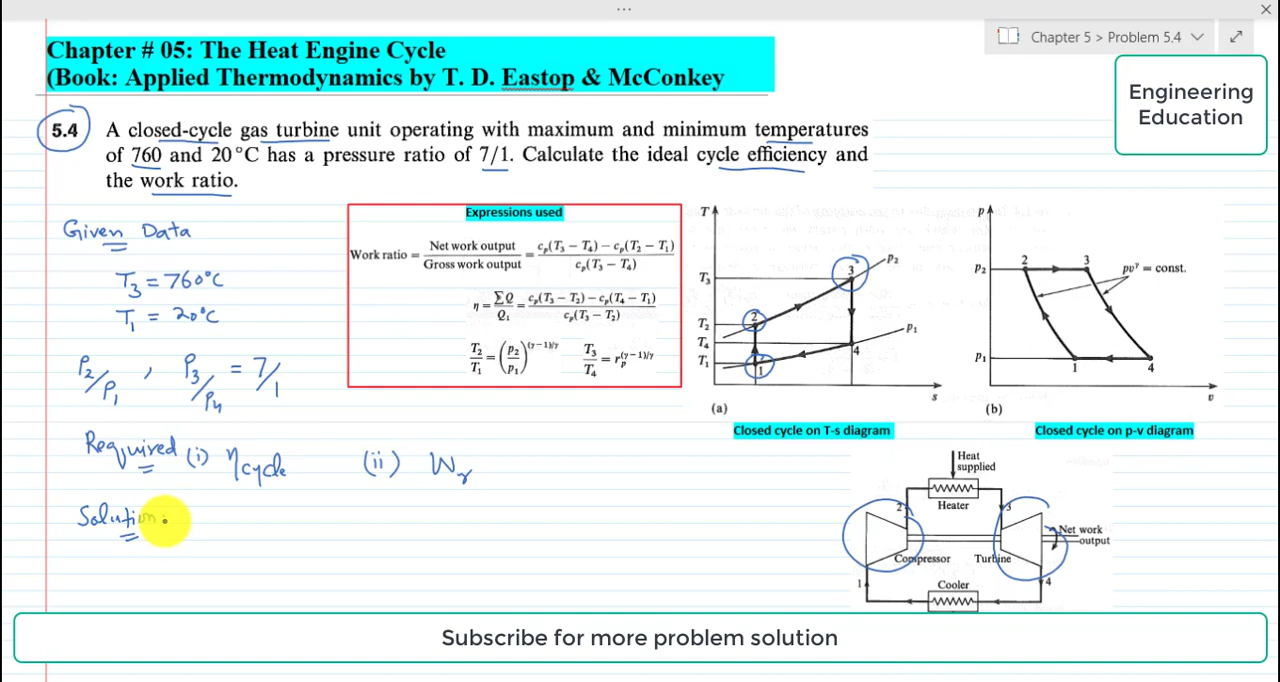 ...
Chapter # 05: The Heat Engine Cycle
(Book: Applied Thermodynamics by T. D. Eastop & McConkey
Chapter 5 > Problem 5.4
Engineering
Education
5.4 A closed-cycle gas turbine unit operating with maximum and minimum temperatures
of 760 and 20°C has a pressure ratio of 7/1. Calculate the ideal cycle efficiency and
the work ratio.
Given Data
T₃ = 760°C
T₁ = 20°C
P₂/P₁ , P₃/P₄ = 7/1
Required (i) ηcycle (ii) Wᵣ
Solution:
Expressions used
Work ratio = Net work output / Gross work output = cₚ(T₃ − T₄) − cₚ(T₂ − T₁) / cₚ(T₃ − T₄)
η = ΣQ / Q₁ = cₚ(T₃ − T₂) − cₚ(T₄ − T₁) / cₚ(T₃ − T₂)
T₂/T₁ = (p₂/p₁)^(γ−1)/γ T₃/T₄ = rₚ^(γ−1)/γ
T
T₃
T₂
T₄
T₁
2
3
p₂
p₁
1
4
s
(a)
Closed cycle on T-s diagram
p
p₂
p₁
2
3
pvᵞ = const.
1
4
v
(b)
Closed cycle on p-v diagram
Heat
supplied
Heater
2
3
Net work
output
Compressor
Turbine
1
4
Cooler
Subscribe for more problem solution